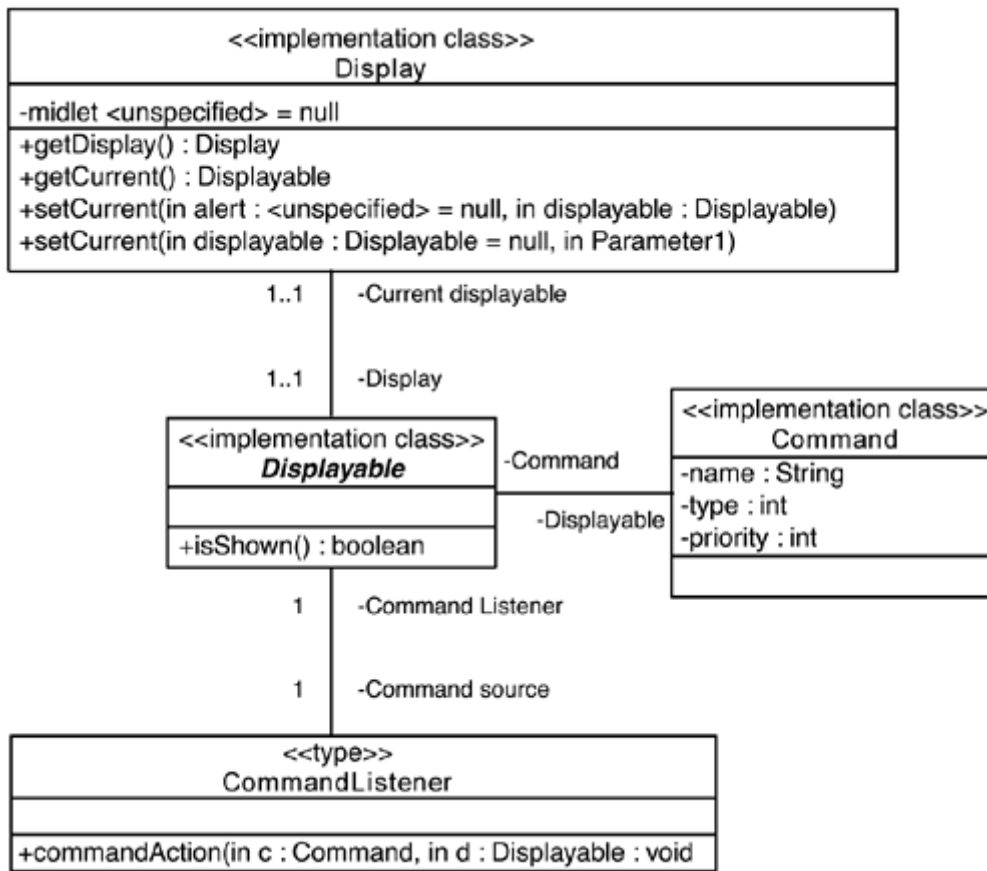 <<implementation class>>
Display
-midlet <unspecified> = null
+getDisplay() : Display
+getCurrent() : Displayable
+setCurrent(in alert : <unspecified> = null, in displayable : Displayable)
+setCurrent(in displayable : Displayable = null, in Parameter1)
1..1 -Current displayable
1..1 -Display
<<implementation class>>
Displayable
+isShown() : boolean
-Command
-Displayable
<<implementation class>>
Command
-name : String
-type : int
-priority : int
1 -Command Listener
1 -Command source
<<type>>
CommandListener
+commandAction(in c : Command, in d : Displayable : void